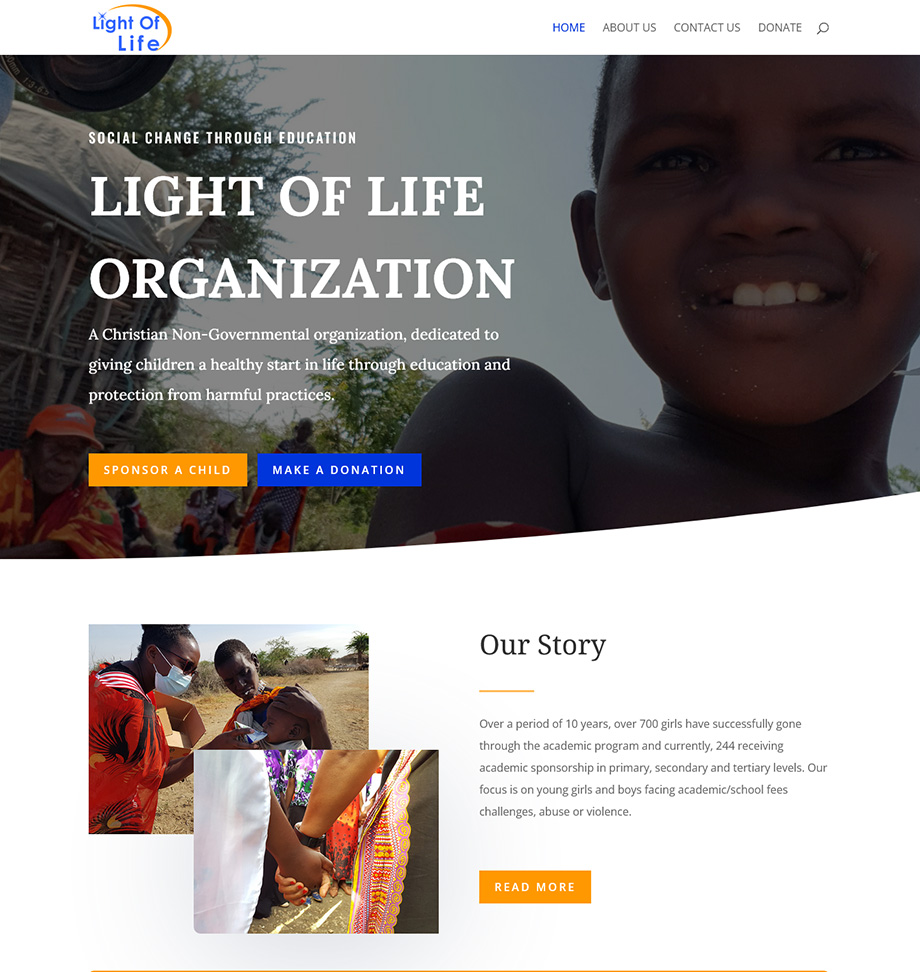 Light Of
Life
HOME ABOUT US CONTACT US DONATE
SOCIAL CHANGE THROUGH EDUCATION
LIGHT OF LIFE
ORGANIZATION
A Christian Non-Governmental organization, dedicated to
giving children a healthy start in life through education and
protection from harmful practices.
SPONSOR A CHILD MAKE A DONATION
Our Story
Over a period of 10 years, over 700 girls have successfully gone
through the academic program and currently, 244 receiving
academic sponsorship in primary, secondary and tertiary levels. Our
focus is on young girls and boys facing academic/school fees
challenges, abuse or violence.
READ MORE